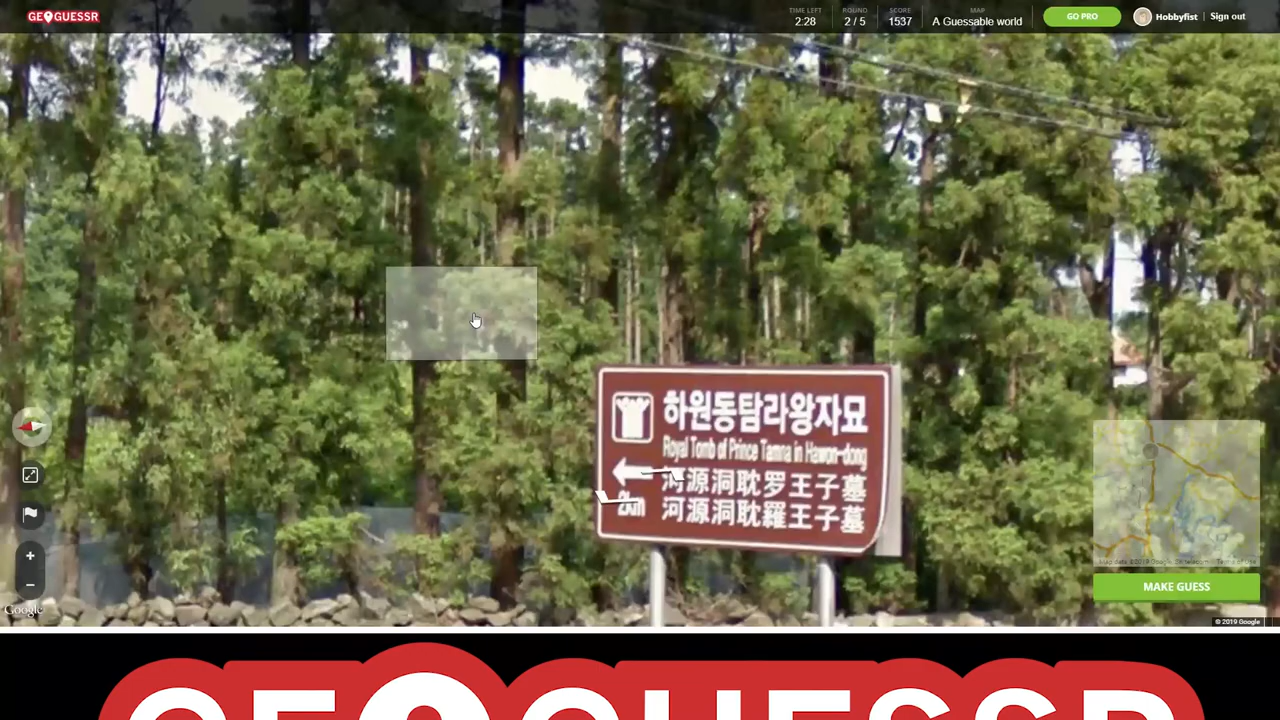 GEOGUESSR
TIME LEFT
2:28
ROUND
2 / 5
SCORE
1537
MAP
A Guessable world
GO PRO
Hobbyfist
Sign out
하원동탐라왕자묘
Royal Tomb of Prince Tamna in Hawon-dong
河源洞耽罗王子墓
2km
河源洞耽羅王子墓
MAKE GUESS
Google
© 2019 Google
GEOGUESSR